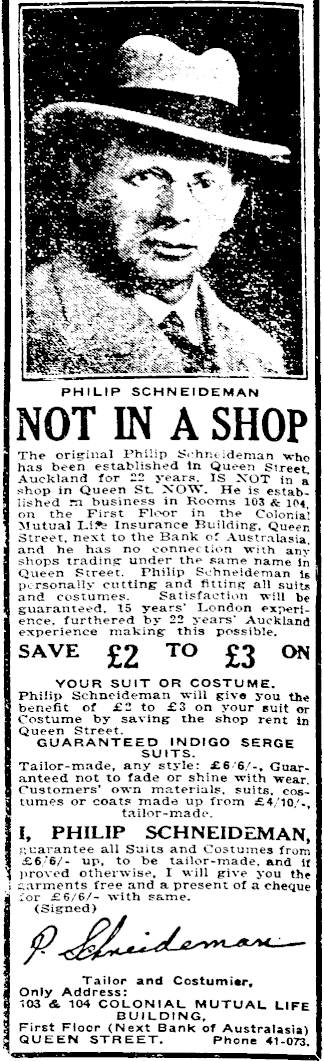 PHILIP SCHNEIDEMAN
NOT IN A SHOP
The original Philip Schneideman who
has been established in Queen Street,
Auckland for 22 years, IS NOT in a
shop in Queen St. NOW. He is estab-
lished in business in Rooms 103 & 104,
on the First Floor in the Colonial
Mutual Life Insurance Building, Queen
Street, next to the Bank of Australasia,
and he has no connection with any
shops trading under the same name in
Queen Street. Philip Schneideman is
personally cutting and fitting all suits
and costumes. Satisfaction will be
guaranteed, 15 years' London experi-
ence, furthered by 22 years' Auckland
experience making this possible.
SAVE £2 TO £3 ON
YOUR SUIT OR COSTUME.
Philip Schneideman will give you the
benefit of £2 to £3 on your suit or
Costume by saving the shop rent in
Queen Street.
GUARANTEED INDIGO SERGE
SUITS.
Tailor-made, any style: £6/6/-, Guar-
anteed not to fade or shine with wear.
Customers' own materials, suits, cos-
tumes or coats made up from £4/10/-,
tailor-made.
I, PHILIP SCHNEIDEMAN,
guarantee all Suits and Costumes from
£6/6/- up, to be tailor-made, and if
proved otherwise, I will give you the
garments free and a present of a cheque
for £6/6/- with same.
(Signed)
P. Schneideman
Tailor and Costumier,
Only Address:
103 & 104 COLONIAL MUTUAL LIFE
BUILDING,
First Floor (Next Bank of Australasia)
QUEEN STREET. Phone 41-073.